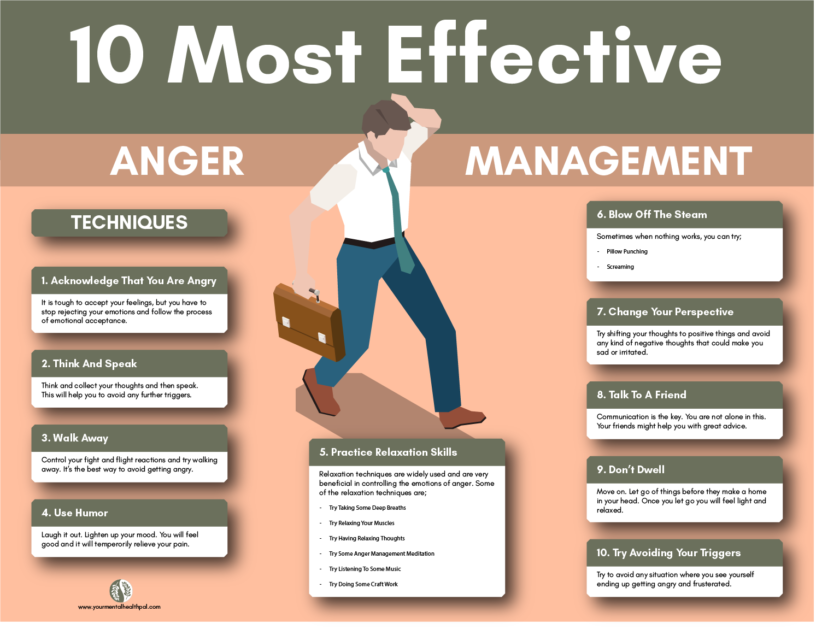 10 Most Effective
ANGER MANAGEMENT
TECHNIQUES
1. Acknowledge That You Are Angry
It is tough to accept your feelings, but you have to
stop rejecting your emotions and follow the process
of emotional acceptance.
2. Think And Speak
Think and collect your thoughts and then speak.
This will help you to avoid any further triggers.
3. Walk Away
Control your fight and flight reactions and try walking
away. It's the best way to avoid getting angry.
4. Use Humor
Laugh it out. Lighten up your mood. You will feel
good and it will tempororily relieve your pain.
www.yourmentalhealthpal.com
5. Practice Relaxation Skills
Relaxation techniques are widely used and are very
beneficial in controlling the emotions of anger. Some
of the relaxation techniques are;
- Try Taking Some Deep Breaths
- Try Relaxing Your Muscles
- Try Having Relaxing Thoughts
- Try Some Anger Management Meditation
- Try Listening To Some Music
- Try Doing Some Craft Work
6. Blow Off The Steam
Sometimes when nothing works, you can try;
- Pillow Punching
- Screaming
7. Change Your Perspective
Try shifting your thoughts to positive things and avoid
any kind of negative thoughts that could make you
sad or irritated.
8. Talk To A Friend
Communication is the key. You are not alone in this.
Your friends might help you with great advice.
9. Don't Dwell
Move on. Let go of things before they make a home
in your head. Once you let go you will feel light and
relaxed.
10. Try Avoiding Your Triggers
Try to avoid any situation where you see yourself
ending up getting angry and frusterated.